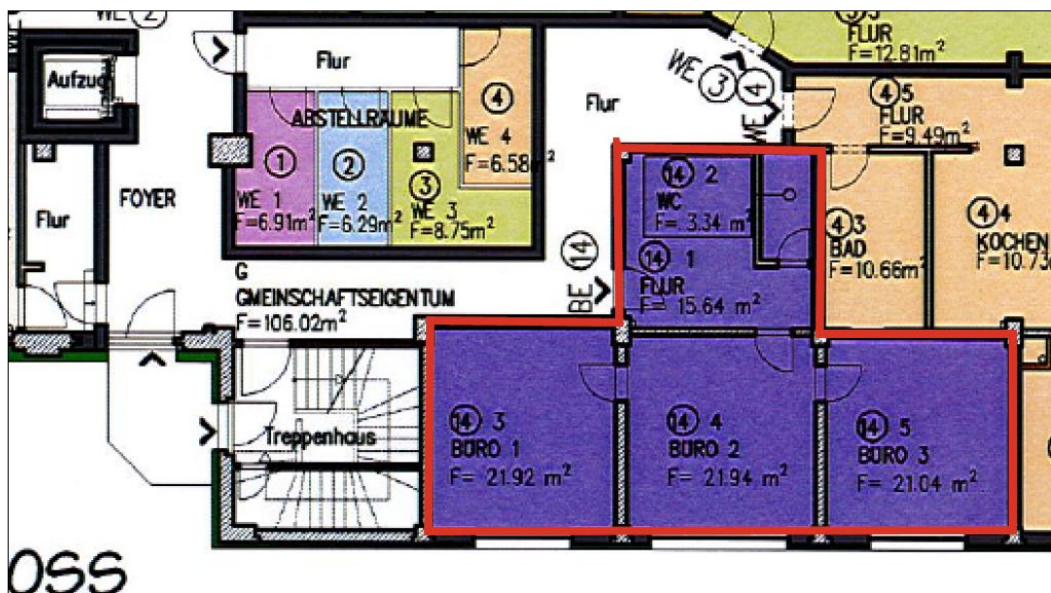 WE 2
Aufzug
Flur
ABSTELLRÄUME
1
WE 1
F=6.91m²
2
WE 2
F=6.29m²
3
WE 3
F=8.75m²
4
WE 4
F=6.58m²
Flur
WE 3
WE 4
FLUR
F=12.81m²
4 5
FLUR
F=9.49m²
Flur
FOYER
G
GMEINSCHAFTSEIGENTUM
F=106.02m²
BE 14
14 2
WC
F= 3.34 m²
14 1
FLUR
F= 15.64 m²
4 3
BAD
F=10.66m²
4 4
KOCHEN
F=10.73
Treppenhaus
14 3
BÜRO 1
F= 21.92 m²
14 4
BÜRO 2
F= 21.94 m²
14 5
BÜRO 3
F= 21.04 m²
OSS